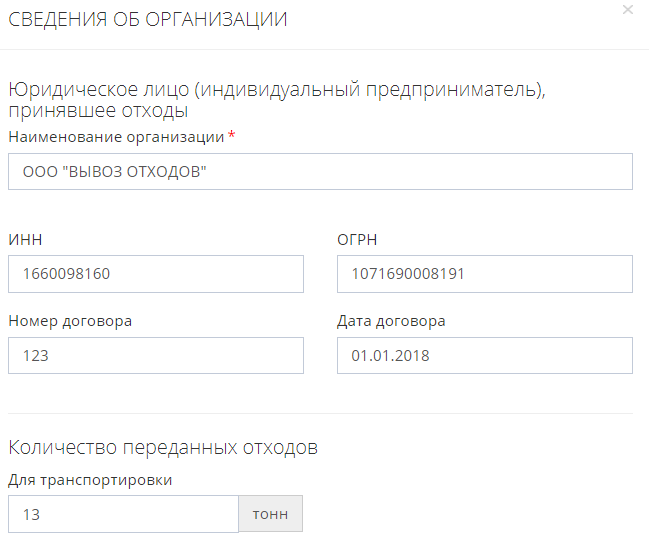 СВЕДЕНИЯ ОБ ОРГАНИЗАЦИИ
×
Юридическое лицо (индивидуальный предприниматель),
принявшее отходы
Наименование организации *
ООО "ВЫВОЗ ОТХОДОВ"
ИНН
ОГРН
1660098160
1071690008191
Номер договора
Дата договора
123
01.01.2018
Количество переданных отходов
Для транспортировки
13
тонн